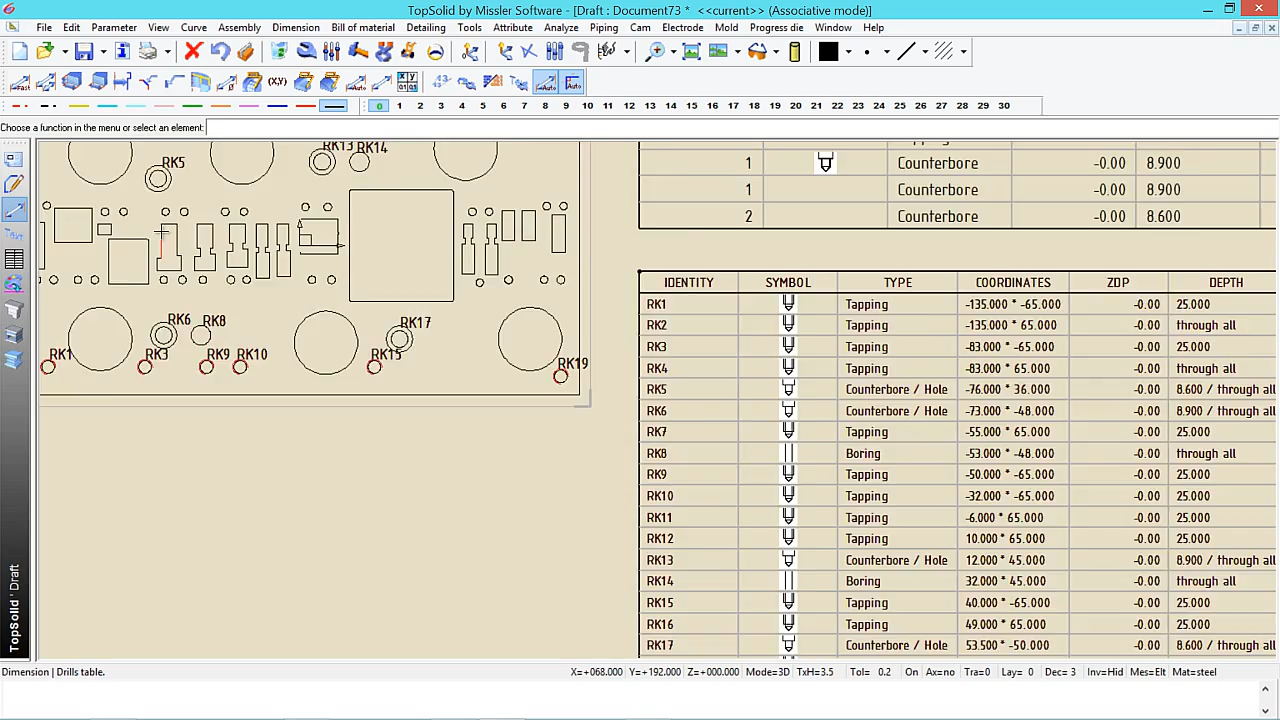 TopSolid by Missler Software - [Draft : Document73 *  <<current>> (Associative mode)]
File Edit Parameter View Curve Assembly Dimension Bill of material Detailing Tools Attribute Analyze Piping Cam Electrode Mold Progress die Window Help
0 1 2 3 4 5 6 7 8 9 10 11 12 13 14 15 16 17 18 19 20 21 22 23 24 25 26 27 28 29 30
Choose a function in the menu or select an element:
RK5 RK13 RK14
RK6 RK8 RK17
RK1 RK3 RK9 RK10 RK15 RK19
1 Counterbore -0.00 8.900
1 Counterbore -0.00 8.900
2 Counterbore -0.00 8.600
IDENTITY SYMBOL TYPE COORDINATES ZOP DEPTH
RK1 Tapping -135.000 * -65.000 -0.00 25.000
RK2 Tapping -135.000 * 65.000 -0.00 through all
RK3 Tapping -83.000 * -65.000 -0.00 25.000
RK4 Tapping -83.000 * 65.000 -0.00 through all
RK5 Counterbore / Hole -76.000 * 36.000 -0.00 8.600 / through all
RK6 Counterbore / Hole -73.000 * -48.000 -0.00 8.900 / through all
RK7 Tapping -55.000 * 65.000 -0.00 25.000
RK8 Boring -53.000 * -48.000 -0.00 through all
RK9 Tapping -50.000 * -65.000 -0.00 25.000
RK10 Tapping -32.000 * -65.000 -0.00 25.000
RK11 Tapping -6.000 * 65.000 -0.00 25.000
RK12 Tapping 10.000 * 65.000 -0.00 25.000
RK13 Counterbore / Hole 12.000 * 45.000 -0.00 8.900 / through all
RK14 Boring 32.000 * 45.000 -0.00 through all
RK15 Tapping 40.000 * -65.000 -0.00 25.000
RK16 Tapping 49.000 * 65.000 -0.00 25.000
RK17 Counterbore / Hole 53.500 * -50.000 -0.00 8.600 / through all
TopSolid'Draft
Dimension | Drills table. X=+068.000 Y=+192.000 Z=+000.000 Mode=3D TxH=3.5 Tol= 0.2 On Ax=no Tra=0 Lay= 0 Dec= 3 Inv=Hid Mes=Elt Mat=steel